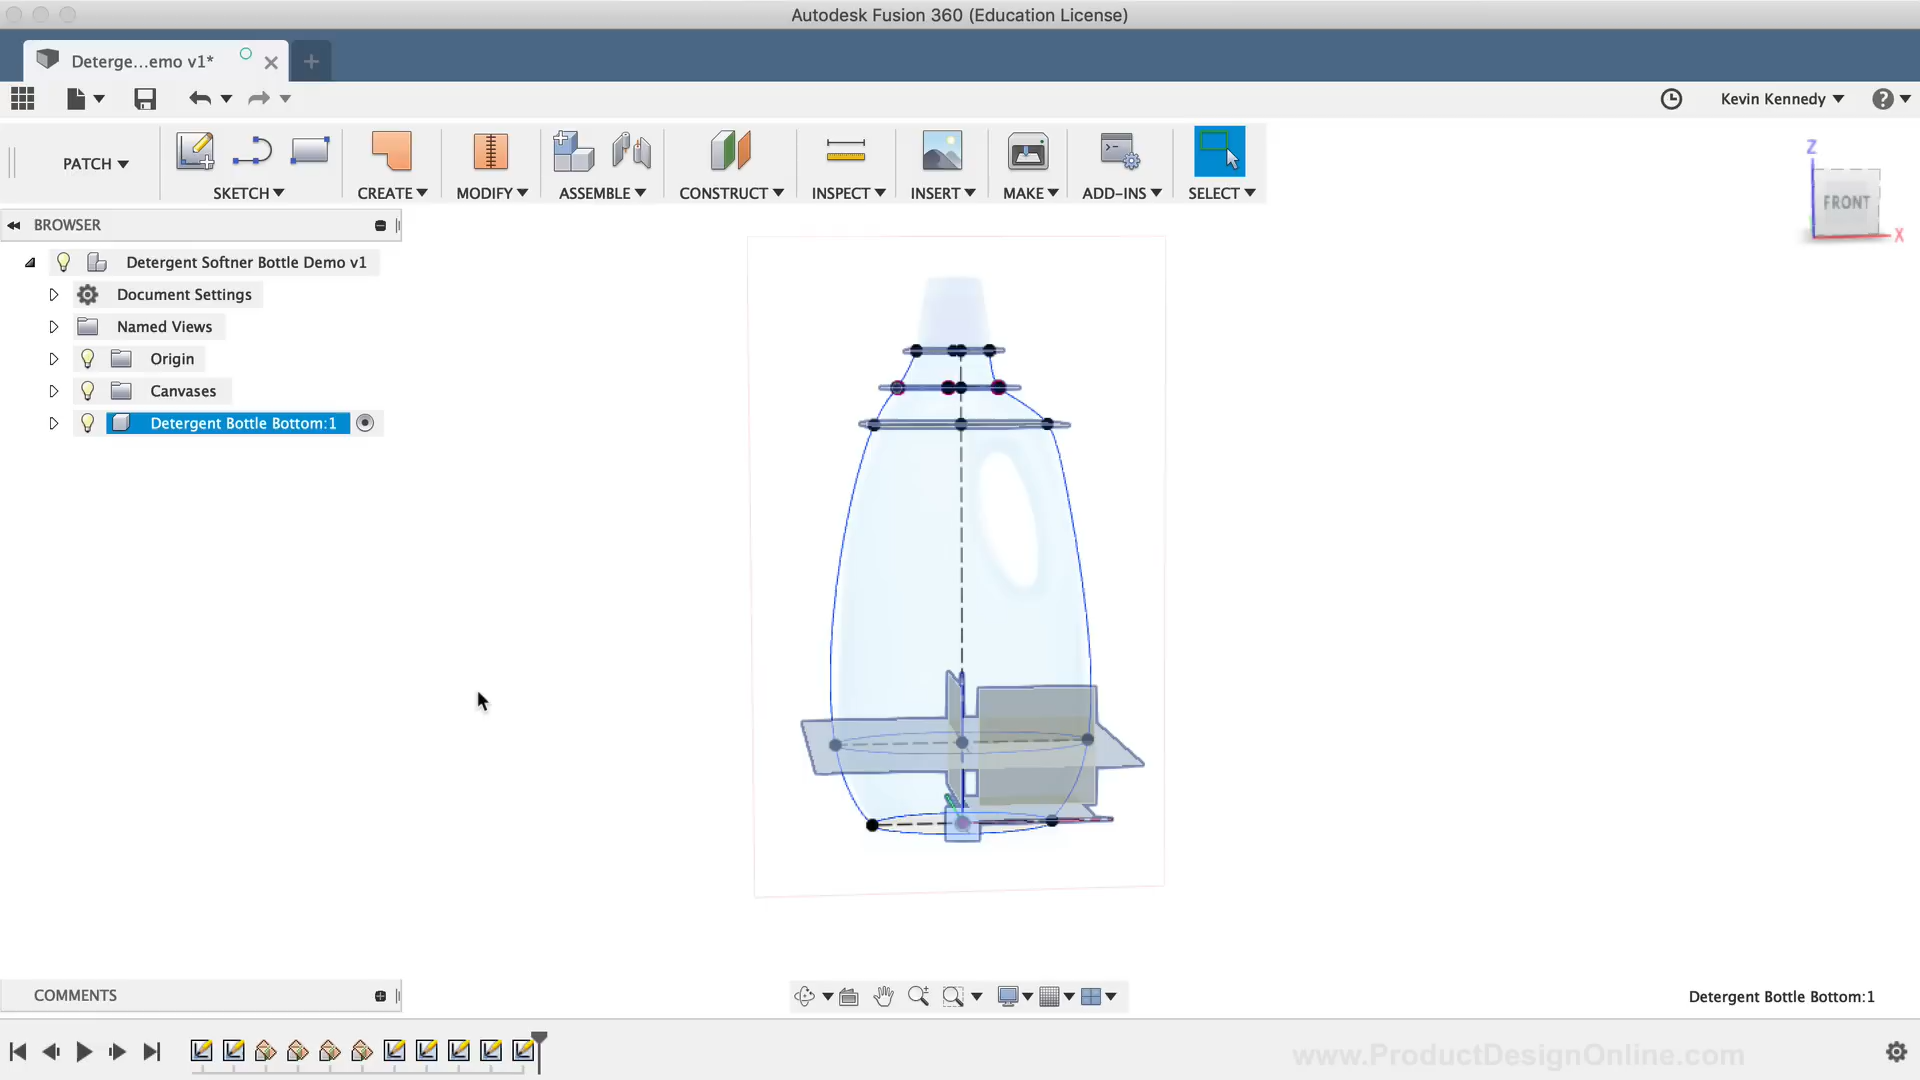 Autodesk Fusion 360 (Education License)
Deterge...emo v1*
Kevin Kennedy
PATCH
SKETCH
CREATE
MODIFY
ASSEMBLE
CONSTRUCT
INSPECT
INSERT
MAKE
ADD-INS
SELECT
Z
FRONT
X
BROWSER
Detergent Softner Bottle Demo v1
Document Settings
Named Views
Origin
Canvases
Detergent Bottle Bottom:1
COMMENTS
Detergent Bottle Bottom:1
www.ProductDesignOnline.com